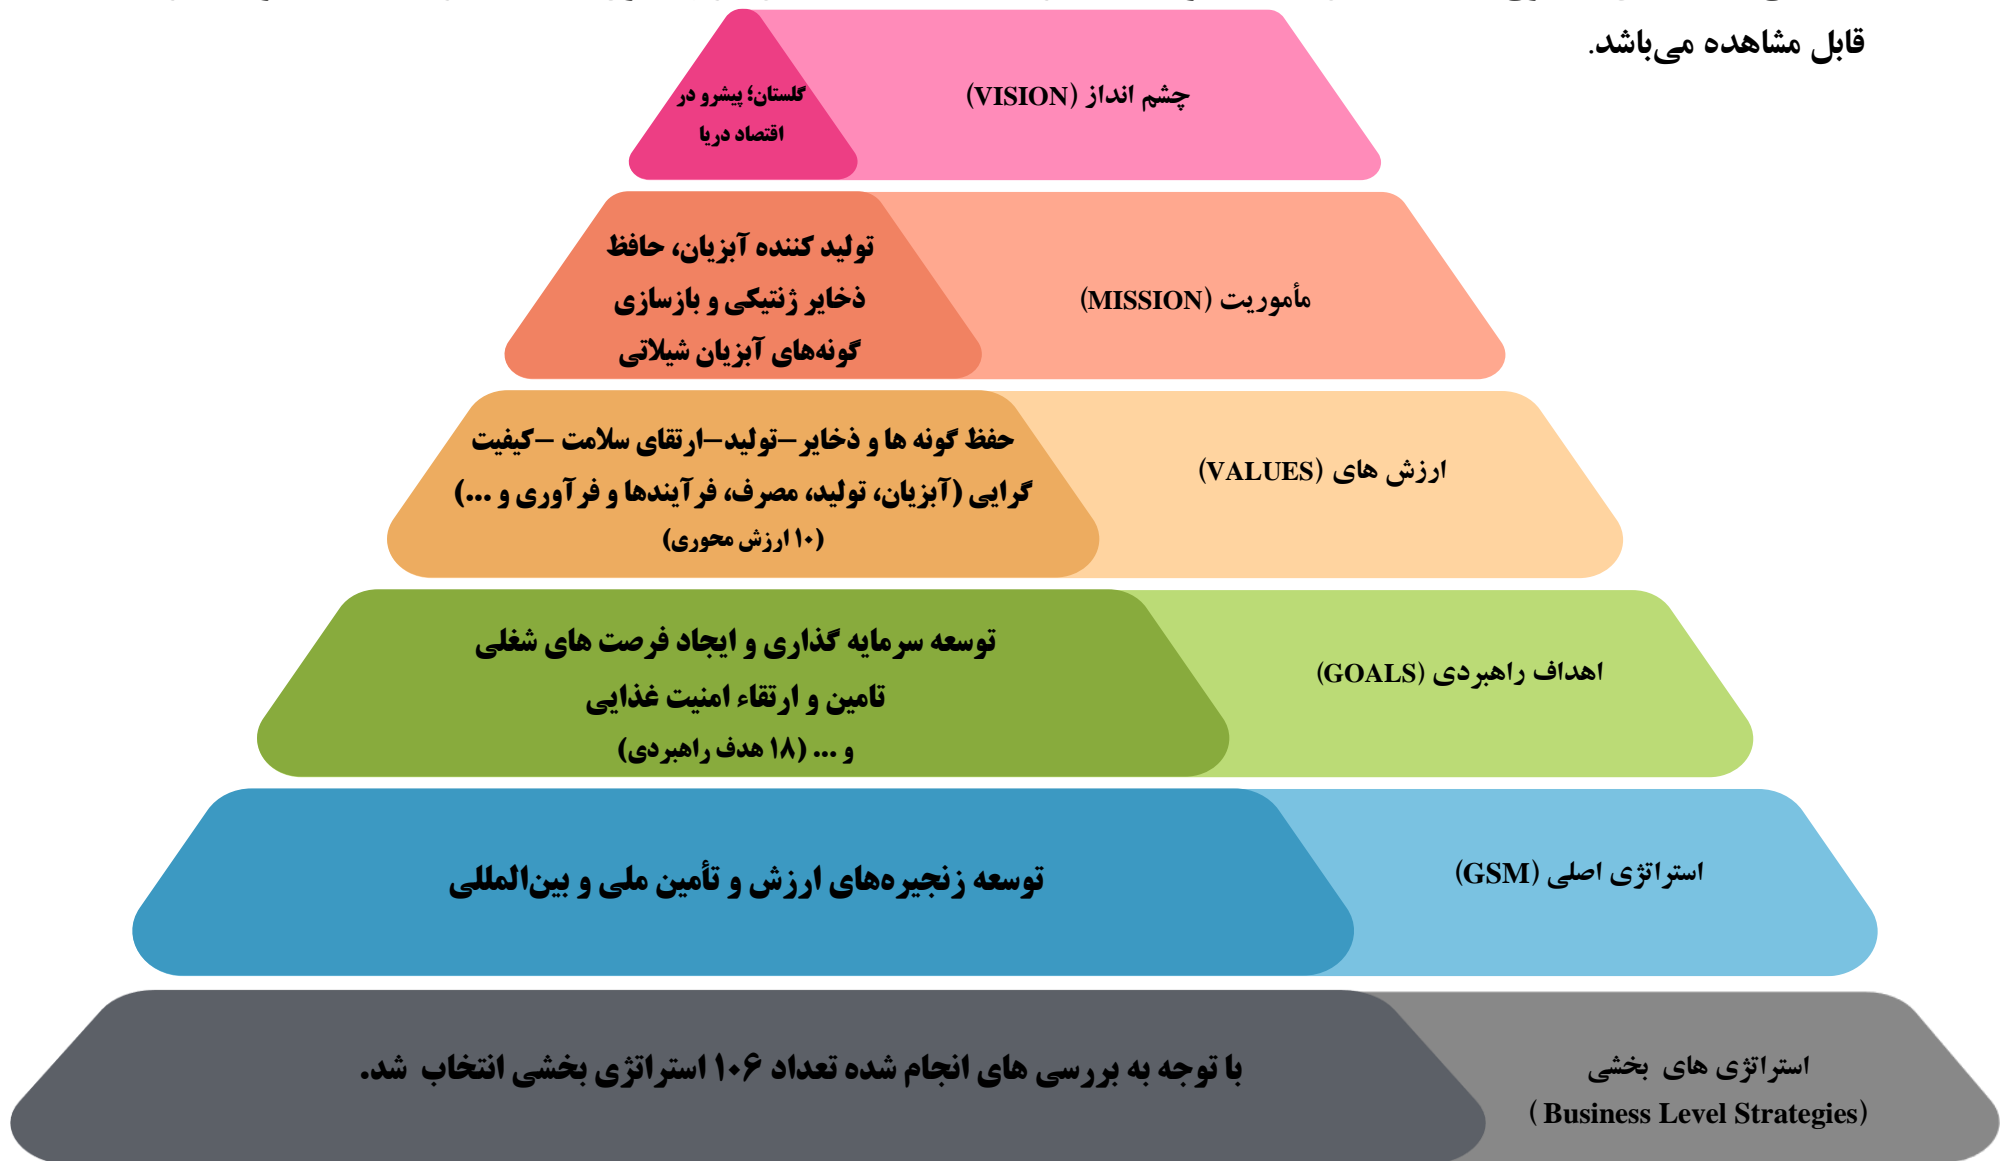 قابل مشاهده می‌باشد.
چشم انداز (VISION)
گلستان؛ پیشرو در
اقتصاد دریا
مأموریت (MISSION)
تولید کننده آبزیان، حافظ
ذخایر ژنتیکی و بازسازی
گونه‌های آبزیان شیلاتی
ارزش های (VALUES)
حفظ گونه ها و ذخایر –تولید–ارتقای سلامت –کیفیت
گرایی (آبزیان، تولید، مصرف، فرآیندها و فرآوری و ...)
(۱۰ ارزش محوری)
اهداف راهبردی (GOALS)
توسعه سرمایه گذاری و ایجاد فرصت های شغلی
تامین و ارتقاء امنیت غذایی
و ... (۱۸ هدف راهبردی)
استراتژی اصلی (GSM)
توسعه زنجیره‌های ارزش و تأمین ملی و بین‌المللی
استراتژی های بخشی
(Business Level Strategies )
با توجه به بررسی های انجام شده تعداد ۱۰۶ استراتژی بخشی انتخاب شد.